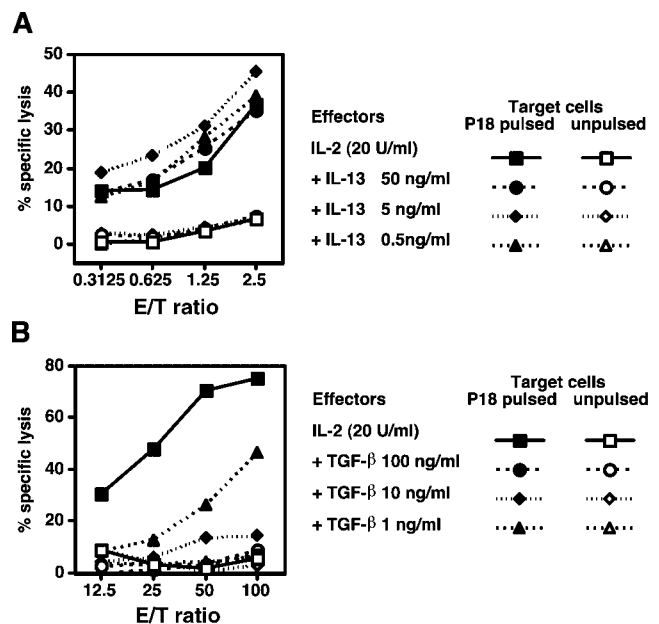 A
50
40
30
20
10
0
% specific lysis
0.3125 0.625 1.25 2.5
E/T ratio
Effectors
Target cells
P18 pulsed unpulsed
IL-2 (20 U/ml)
+ IL-13 50 ng/ml
+ IL-13 5 ng/ml
+ IL-13 0.5ng/ml
B
80
60
40
20
0
% specific lysis
12.5 25 50 100
E/T ratio
Effectors
Target cells
P18 pulsed unpulsed
IL-2 (20 U/ml)
+ TGF-β 100 ng/ml
+ TGF-β 10 ng/ml
+ TGF-β 1 ng/ml